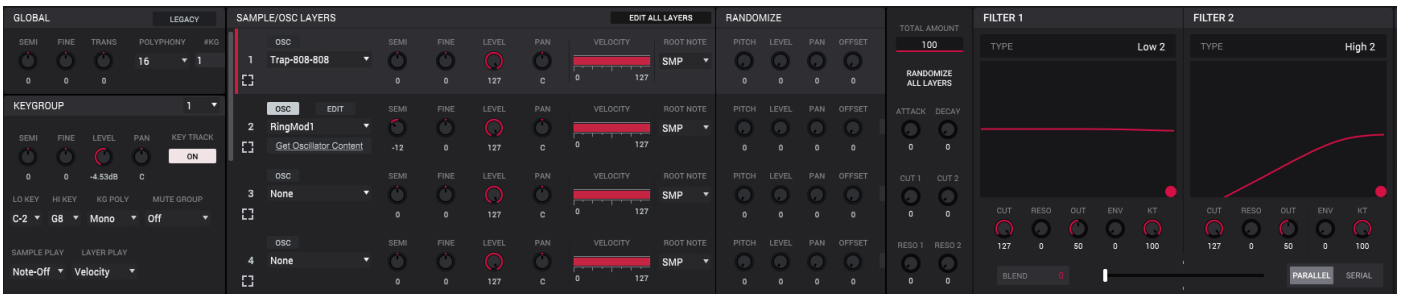 GLOBAL LEGACY
SEMI FINE TRANS POLYPHONY #KG
16 1
0 0 0
KEYGROUP 1
SEMI FINE LEVEL PAN KEY TRACK
ON
0 0 -4.53dB C
LO KEY HI KEY KG POLY MUTE GROUP
C-2 G8 Mono Off
SAMPLE PLAY LAYER PLAY
Note-Off Velocity
SAMPLE/OSC LAYERS EDIT ALL LAYERS
OSC SEMI FINE LEVEL PAN VELOCITY ROOT NOTE
1 Trap-808-808 SMP
0 0 127 C 0 127
OSC EDIT SEMI FINE LEVEL PAN VELOCITY ROOT NOTE
2 RingMod1 SMP
Get Oscillator Content -12 0 127 C 0 127
OSC SEMI FINE LEVEL PAN VELOCITY ROOT NOTE
3 None SMP
0 0 127 C 0 127
OSC SEMI FINE LEVEL PAN VELOCITY ROOT NOTE
4 None SMP
0 0 127 C 0 127
RANDOMIZE
PITCH LEVEL PAN OFFSET
0 0 0 0
PITCH LEVEL PAN OFFSET
0 0 0 0
PITCH LEVEL PAN OFFSET
0 0 0 0
PITCH LEVEL PAN OFFSET
0 0 0 0
TOTAL AMOUNT
100
RANDOMIZE
ALL LAYERS
ATTACK DECAY
0 0
CUT 1 CUT 2
0 0
RESO 1 RESO 2
0 0
FILTER 1
TYPE Low 2
CUT RESO OUT ENV KT
127 0 50 0 100
FILTER 2
TYPE High 2
CUT RESO OUT ENV KT
127 0 50 0 100
BLEND 0 PARALLEL SERIAL